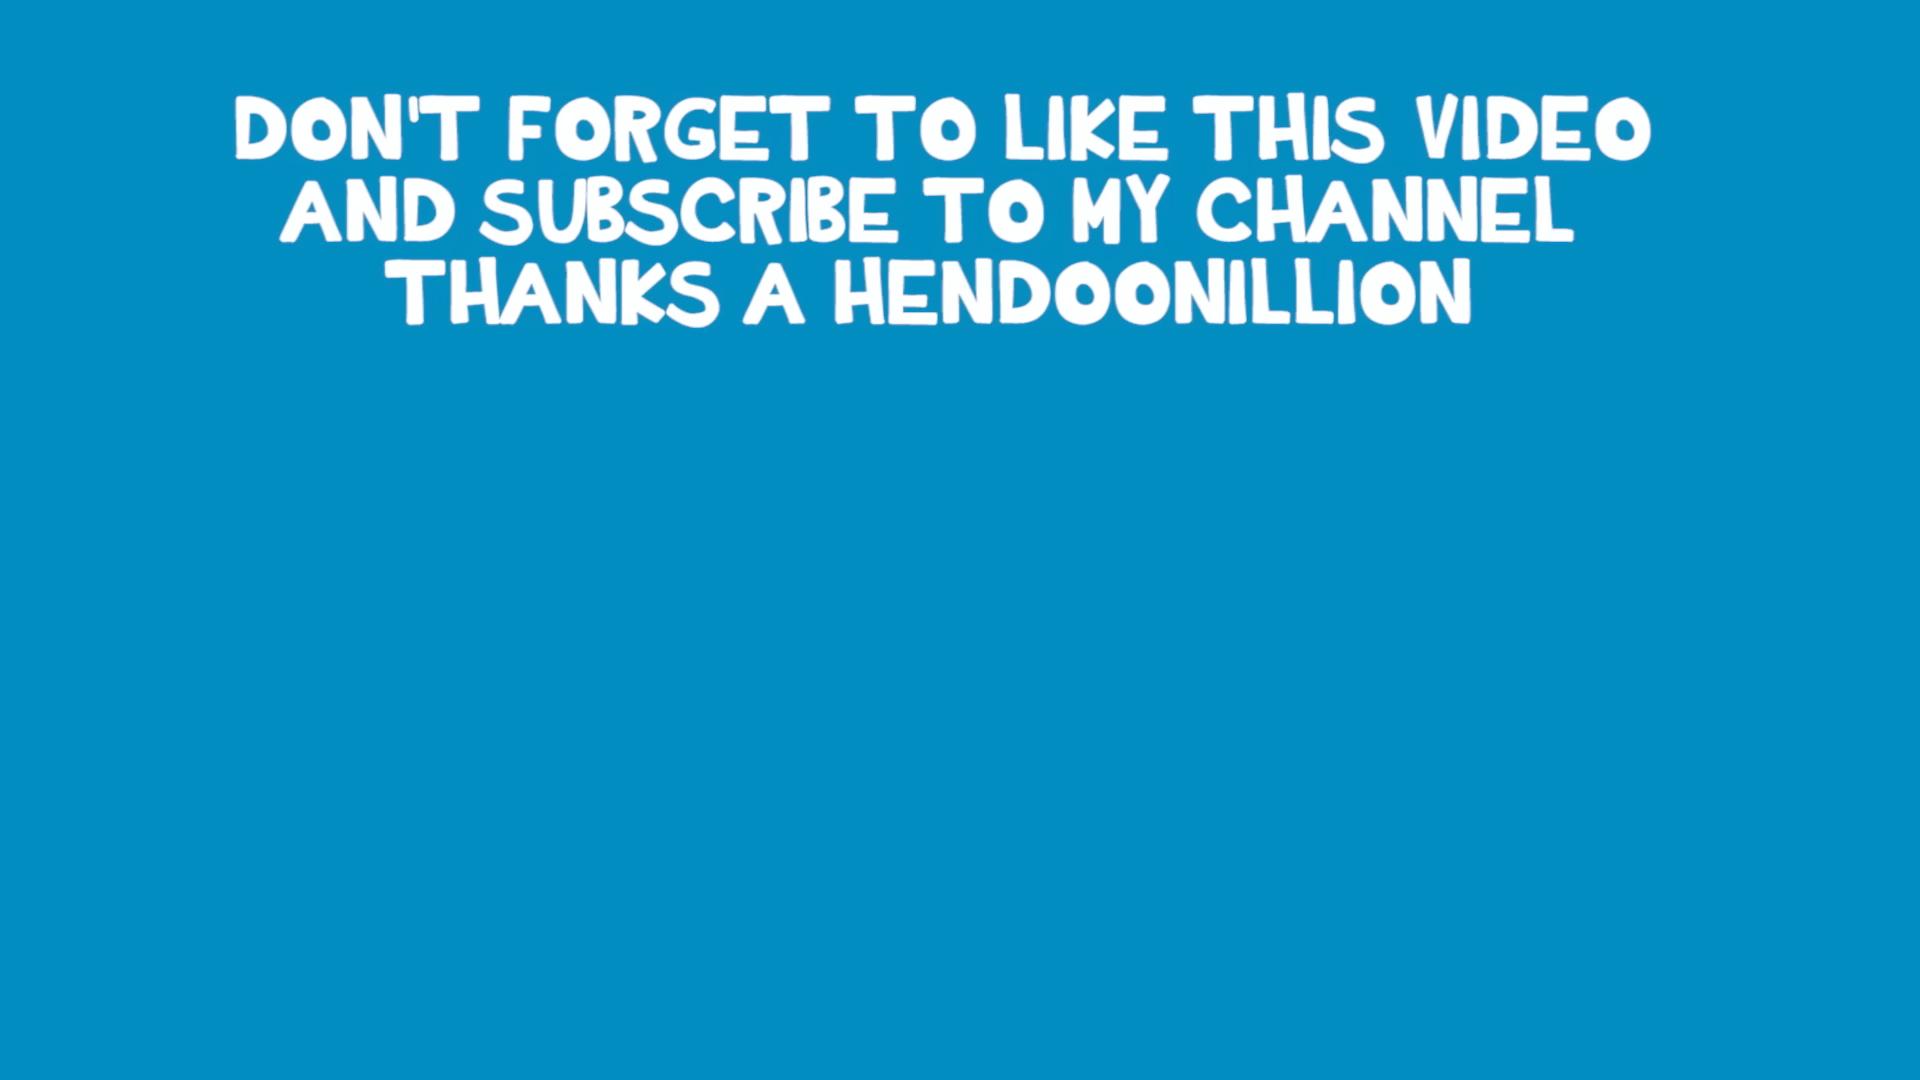 DON'T FORGET TO LIKE THIS VIDEO
AND SUBSCRIBE TO MY CHANNEL
THANKS A HENDOONILLION